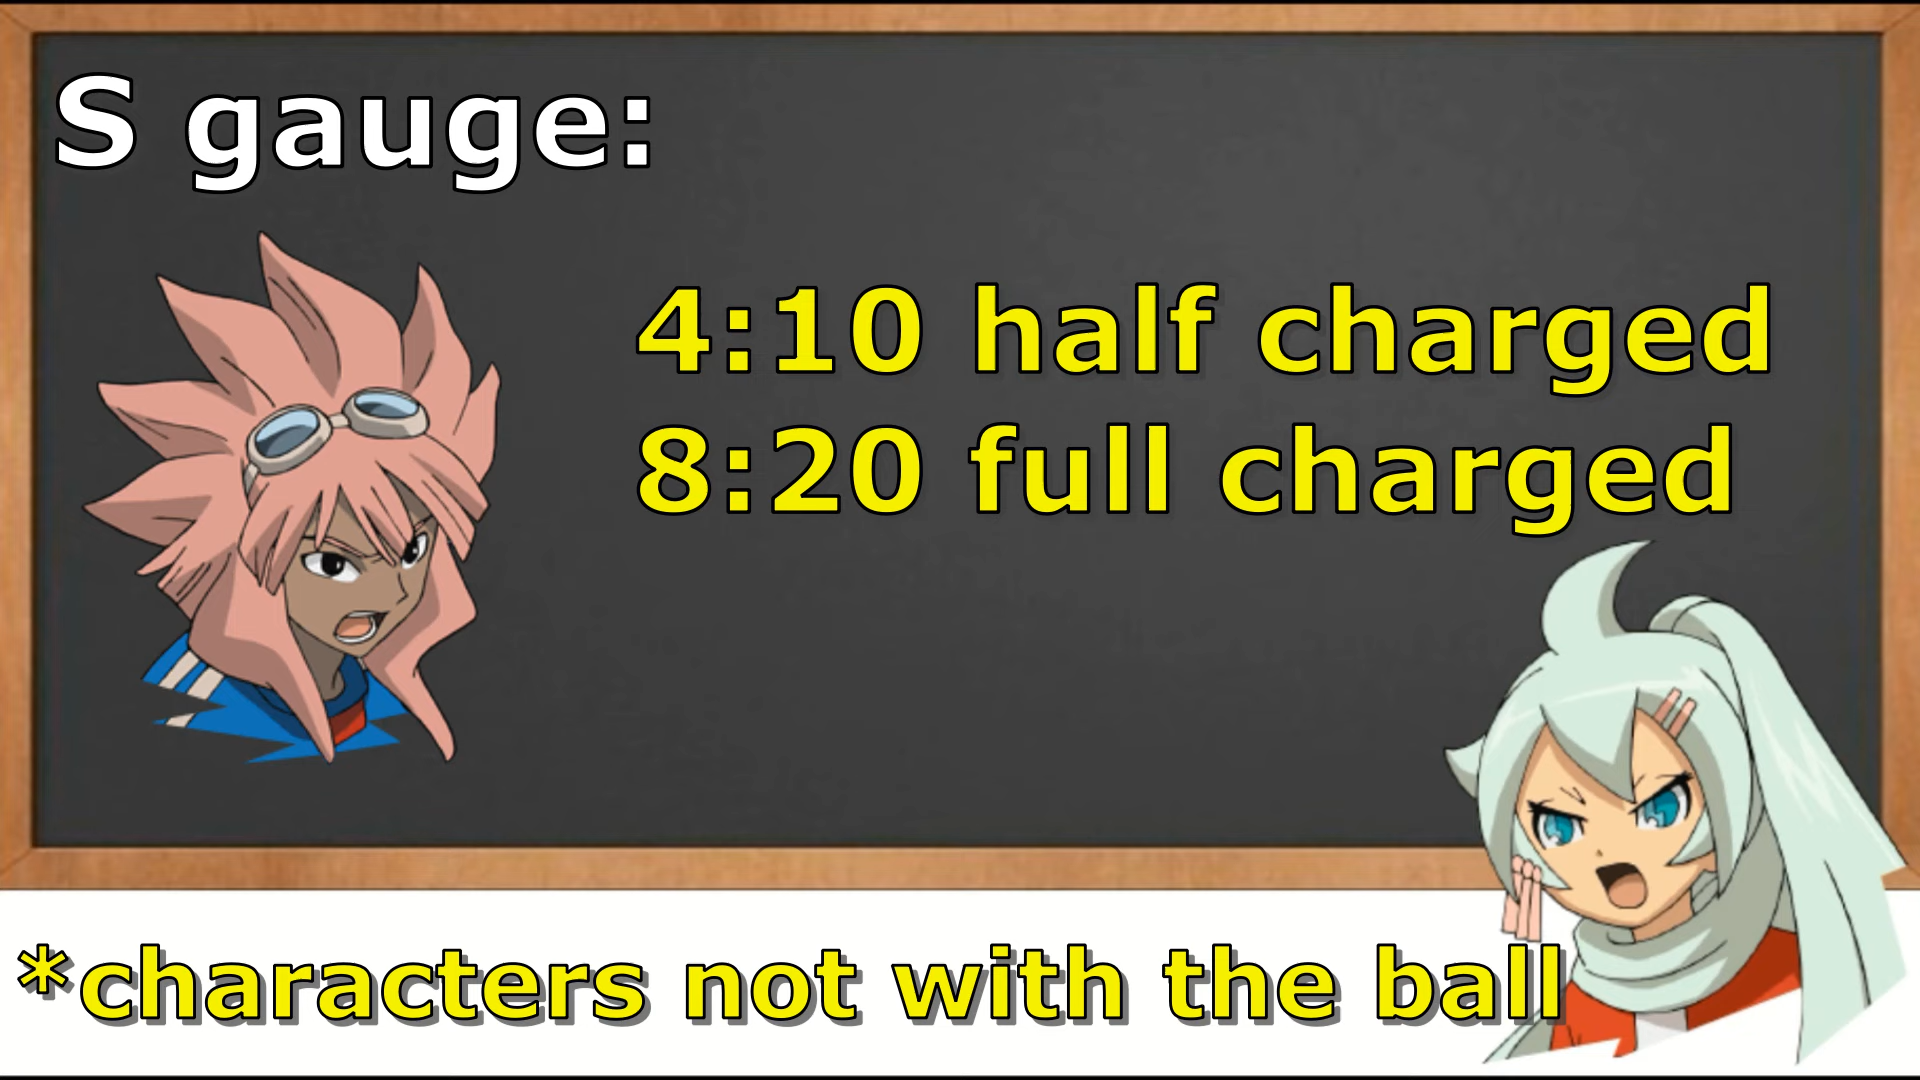 S gauge:
4:10 half charged
8:20 full charged
*characters not with the ball